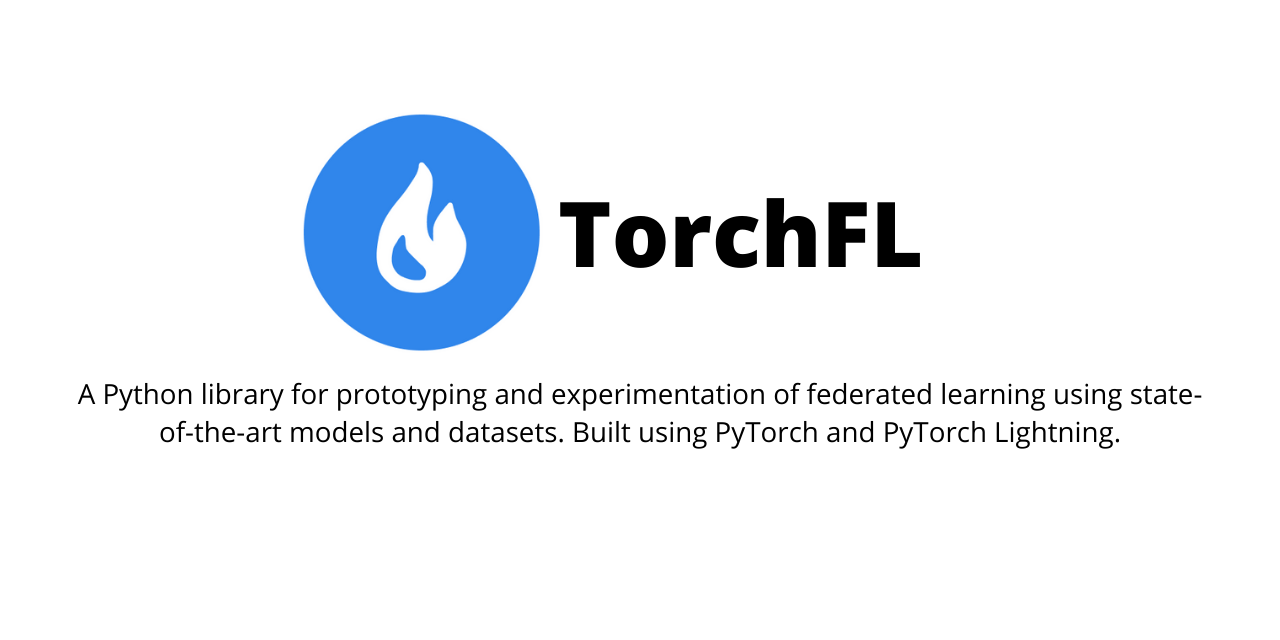 TorchFL
A Python library for prototyping and experimentation of federated learning using state-
of-the-art models and datasets. Built using PyTorch and PyTorch Lightning.